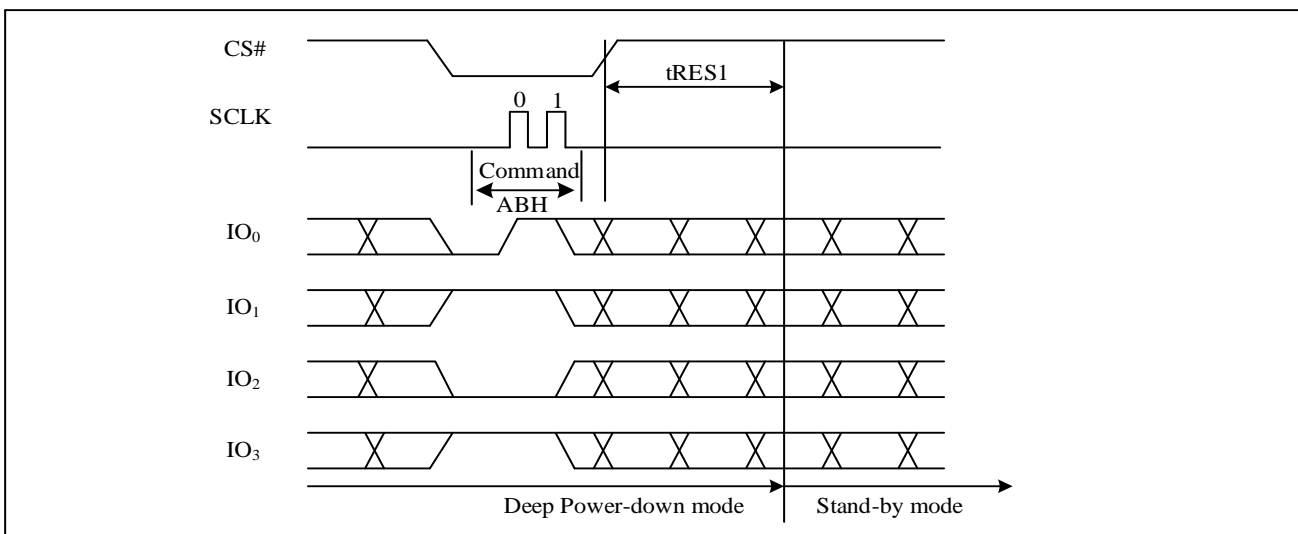 CS#
tRES1
0 1
SCLK
Command
ABH
IO₀
IO₁
IO₂
IO₃
Deep Power-down mode Stand-by mode